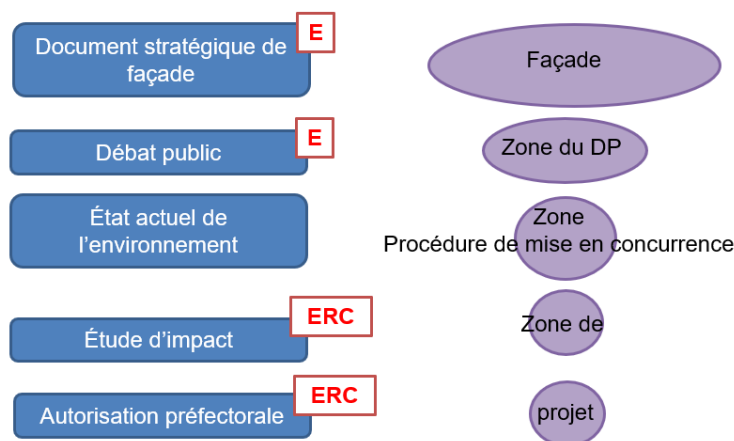 Document stratégique de
façade
E
Façade
Débat public
E
Zone du DP
État actuel de
l'environnement
Zone
Procédure de mise en concurrence
Étude d'impact
ERC
Zone de
Autorisation préfectorale
ERC
projet